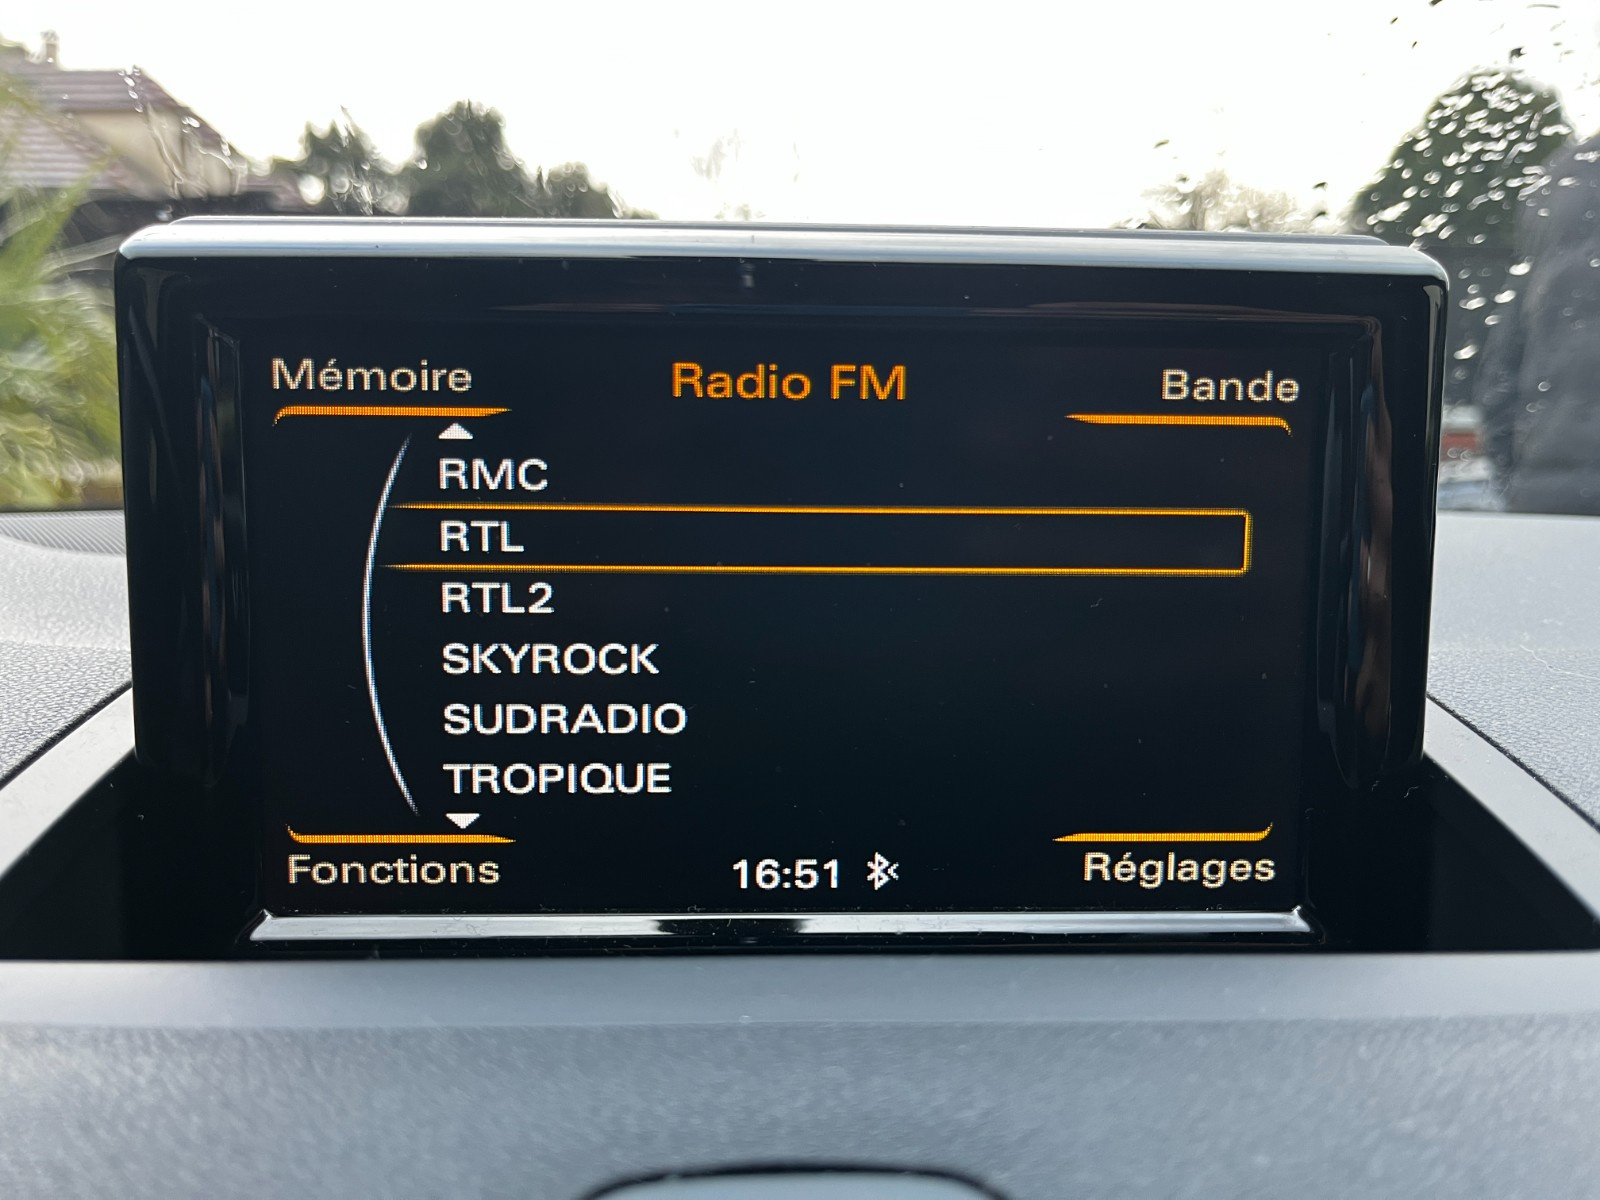 Mémoire
Radio FM
Bande
RMC
RTL
RTL2
SKYROCK
SUDRADIO
TROPIQUE
Fonctions
16:51
Réglages